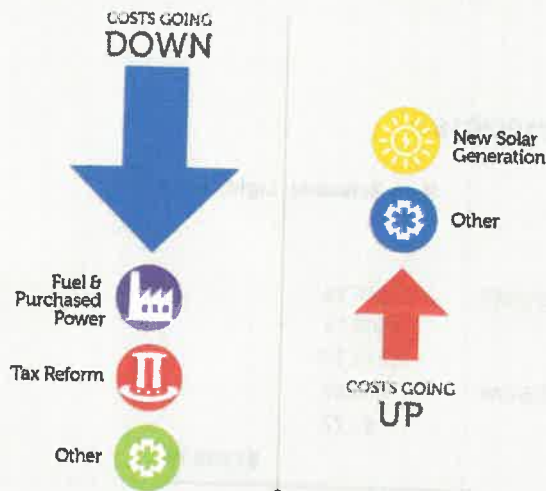 COSTS GOING
DOWN
Fuel &
Purchased
Power
Tax Reform
Other
New Solar
Generation
Other
COSTS GOING
UP